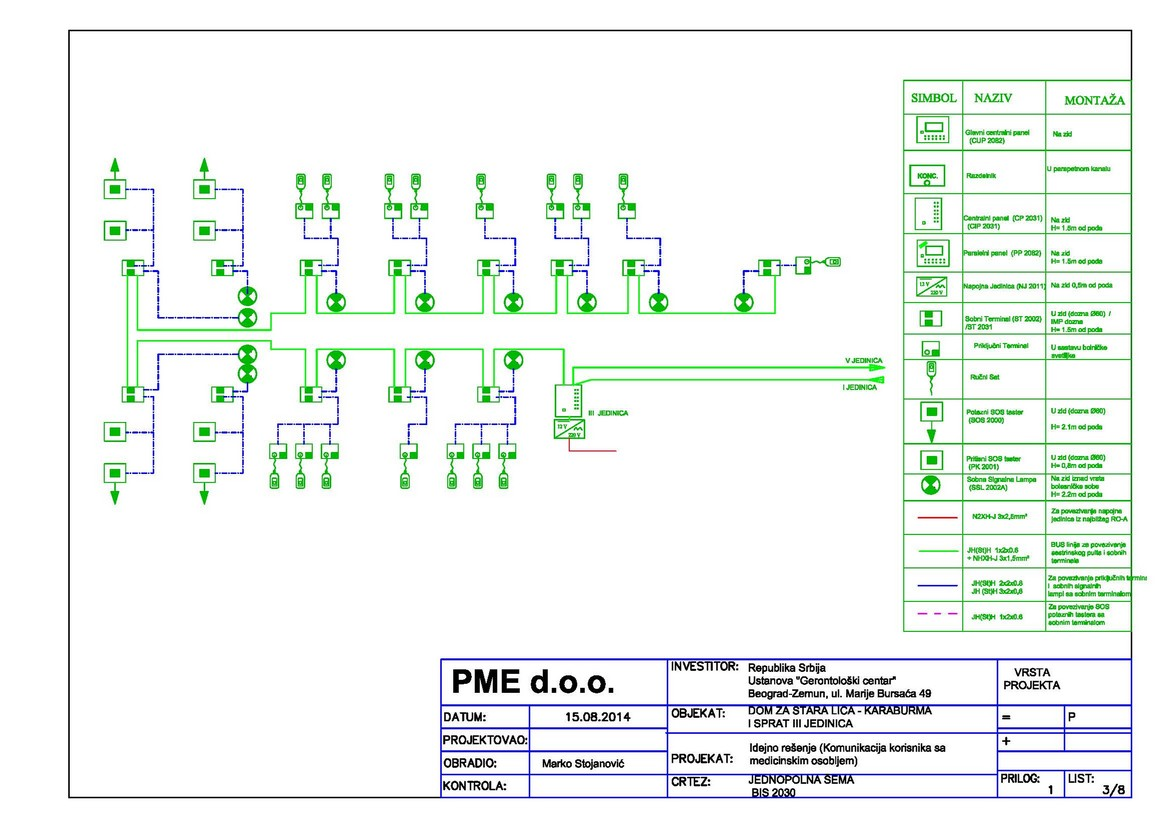 SIMBOL NAZIV MONTAŽA
Glavni centralni panel
(CUP 2082)
Na zid
KONC.
Razdelnik
U parapetnom kanalu
Centralni panel (CP 2031)
(CIP 2031)
Na zid
H= 1.5m od poda
Paralelni panel (PP 2082)
Na zid
H= 1.5m od poda
12 V
220 V
Napojna Jedinica (NJ 2011)
Na zid 0,5m od poda
Sobni Terminal (ST 2002)
/ST 2031
U zid (dozna Ø60) /
IMP dozna
H= 1.5m od poda
Priključni Terminal
U sastavu bolničke
svetiljke
Ručni Set
Potezni SOS taster
(SOS 2000)
U zid (dozna Ø60)
H= 2.1m od poda
Pritisni SOS taster
(PK 2001)
U zid (dozna Ø60)
H= 0,8m od poda
Sobna Signalna Lampa
(SSL 2002A)
Na zid iznad vrata
bolesničke sobe
H= 2.2m od poda
N2XH-J 3x2,5mm²
Za povezivanje napojne
jedinice iz najbližeg RO-A
JH(St)H 1x2x0.6
+ NHXH-J 3x1,5mm²
BUS linija za povezivanje
sestrinskog pulta i sobnih
terminala
JH(St)H 2x2x0.8
JH (St)H 3x2x0,6
Za povezivanje priključnih termina
i sobnih signalnih
lampi sa sobnim terminalom
JH(St)H 1x2x0.6
Za povezivanje SOS
poteznih tastera sa
sobnim terminalom
V JEDINICA
I JEDINICA
III JEDINICA
12 V
220 V
PME d.o.o.
DATUM: 15.08.2014
PROJEKTOVAO:
OBRADIO: Marko Stojanović
KONTROLA:
INVESTITOR: Republika Srbija
Ustanova "Gerontološki centar"
Beograd-Zemun, ul. Marije Bursaća 49
OBJEKAT: DOM ZA STARA LICA - KARABURMA
I SPRAT III JEDINICA
PROJEKAT: Idejno rešenje (Komunikacija korisnika sa
medicinskim osobljem)
CRTEZ: JEDNOPOLNA SEMA
BIS 2030
VRSTA
PROJEKTA
= P
+
PRILOG: 1
LIST: 3/8